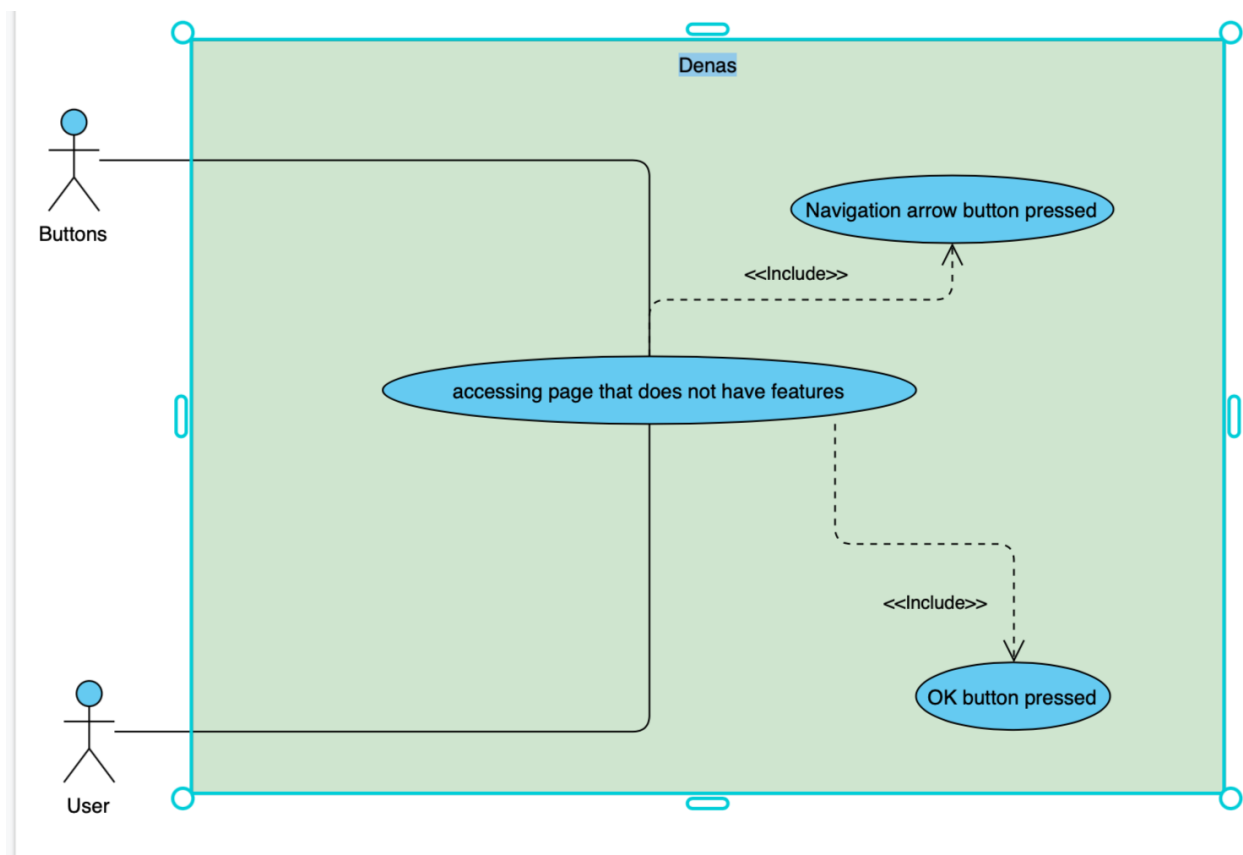 Denas
Buttons
Navigation arrow button pressed
<<Include>>
accessing page that does not have features
<<Include>>
OK button pressed
User